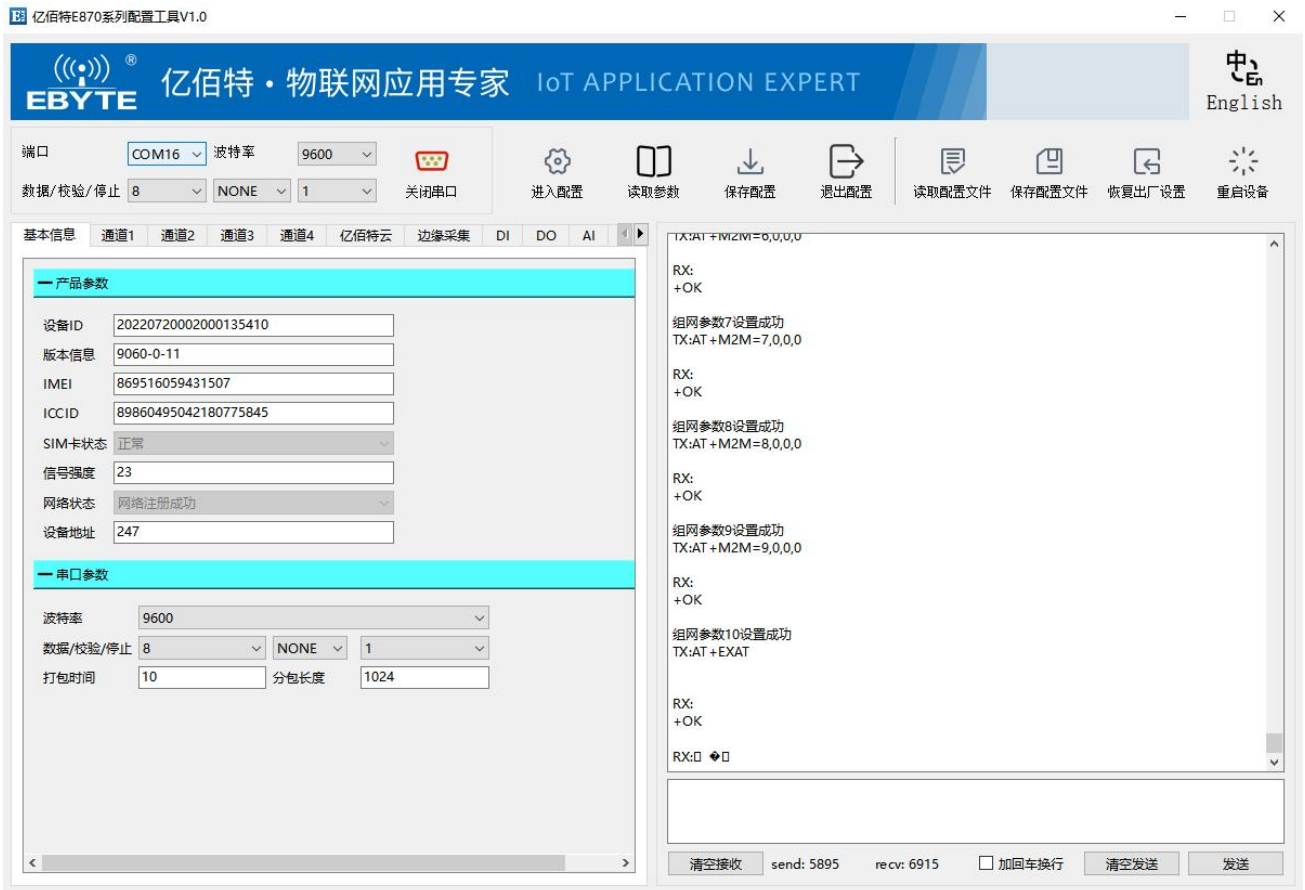 亿佰特E870系列配置工具V1.0
EBYTE ® 亿佰特·物联网应用专家 IoT APPLICATION EXPERT
中 En
English
端口 COM16 波特率 9600
数据/校验/停止 8 NONE 1
关闭串口
进入配置 读取参数 保存配置 退出配置 读取配置文件 保存配置文件 恢复出厂设置 重启设备
基本信息 通道1 通道2 通道3 通道4 亿佰特云 边缘采集 DI DO AI
产品参数
设备ID 20220720002000135410
版本信息 9060-0-11
IMEI 869516059431507
ICCID 89860495042180775845
SIM卡状态 正常
信号强度 23
网络状态 网络注册成功
设备地址 247
串口参数
波特率 9600
数据/校验/停止 8 NONE 1
打包时间 10 分包长度 1024
TX:AT+M2M=6,0,0,0
RX:
+OK
组网参数7设置成功
TX:AT+M2M=7,0,0,0
RX:
+OK
组网参数8设置成功
TX:AT+M2M=8,0,0,0
RX:
+OK
组网参数9设置成功
TX:AT+M2M=9,0,0,0
RX:
+OK
组网参数10设置成功
TX:AT+EXAT
RX:
+OK
RX:
清空接收 send: 5895 recv: 6915 加回车换行 清空发送 发送